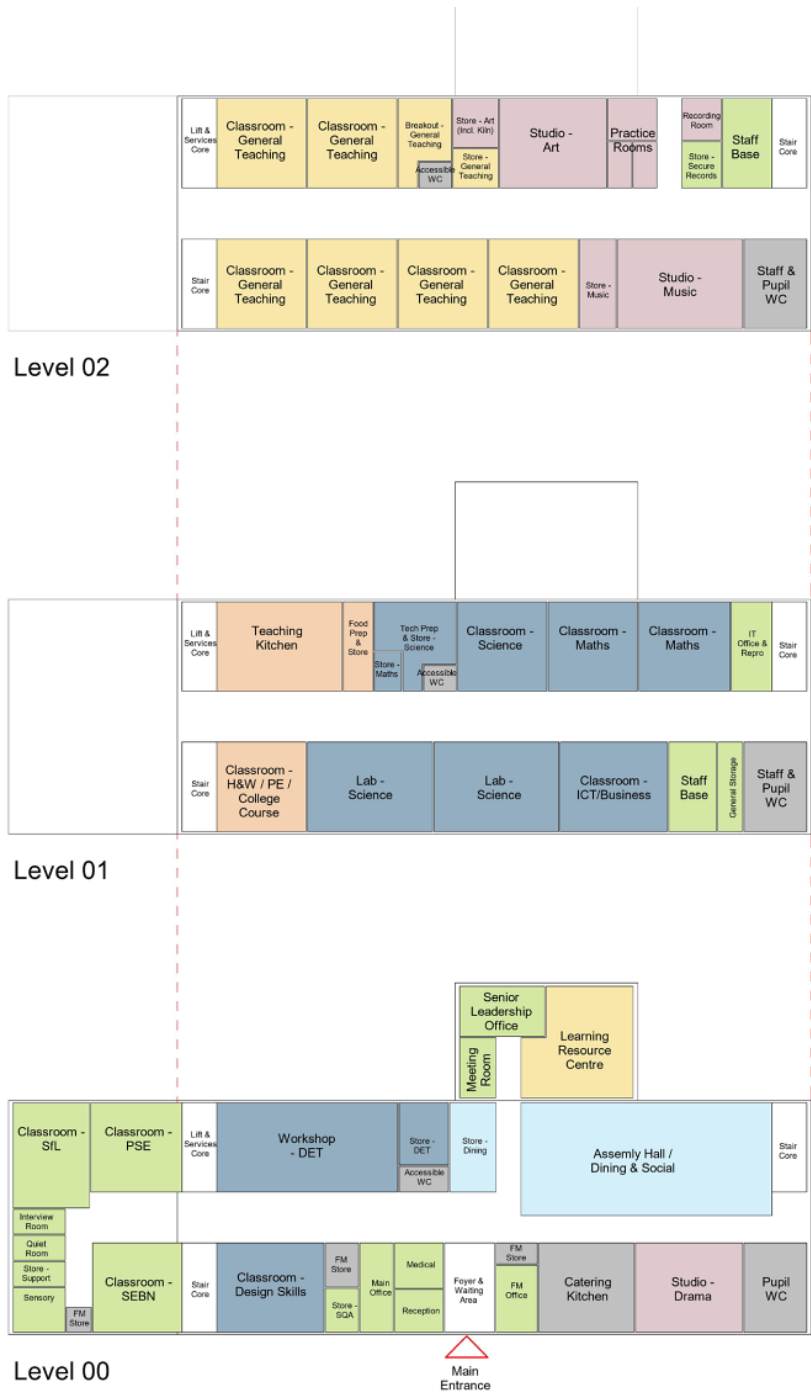 Lift &
Services
Core
Classroom -
General
Teaching
Classroom -
General
Teaching
Breakout -
General
Teaching
Accessible
WC
Store - Art
(Incl. Kiln)
Store -
General
Teaching
Studio -
Art
Practice
Rooms
Recording
Room
Store -
Secure
Records
Staff
Base
Stair
Core
Stair
Core
Classroom -
General
Teaching
Classroom -
General
Teaching
Classroom -
General
Teaching
Classroom -
General
Teaching
Store -
Music
Studio -
Music
Staff &
Pupil
WC
Level 02
Lift &
Services
Core
Teaching
Kitchen
Food
Prep
&
Store
Tech Prep
& Store -
Science
Store -
Maths
Accessible
WC
Classroom -
Science
Classroom -
Maths
Classroom -
Maths
IT
Office &
Repro
Stair
Core
Stair
Core
Classroom -
H&W / PE /
College
Course
Lab -
Science
Lab -
Science
Classroom -
ICT/Business
Staff
Base
General Storage
Staff &
Pupil
WC
Level 01
Senior
Leadership
Office
Meeting
Room
Learning
Resource
Centre
Classroom -
SfL
Classroom -
PSE
Lift &
Services
Core
Workshop
- DET
Store -
DET
Accessible
WC
Store -
Dining
Assemly Hall /
Dining & Social
Stair
Core
Interview
Room
Quiet
Room
Store -
Support
Sensory
FM
Store
Classroom -
SEBN
Stair
Core
Classroom -
Design Skills
FM
Store
Store -
SQA
Main
Office
Medical
Reception
Foyer &
Waiting
Area
FM
Store
FM
Office
Catering
Kitchen
Studio -
Drama
Pupil
WC
Level 00
Main
Entrance